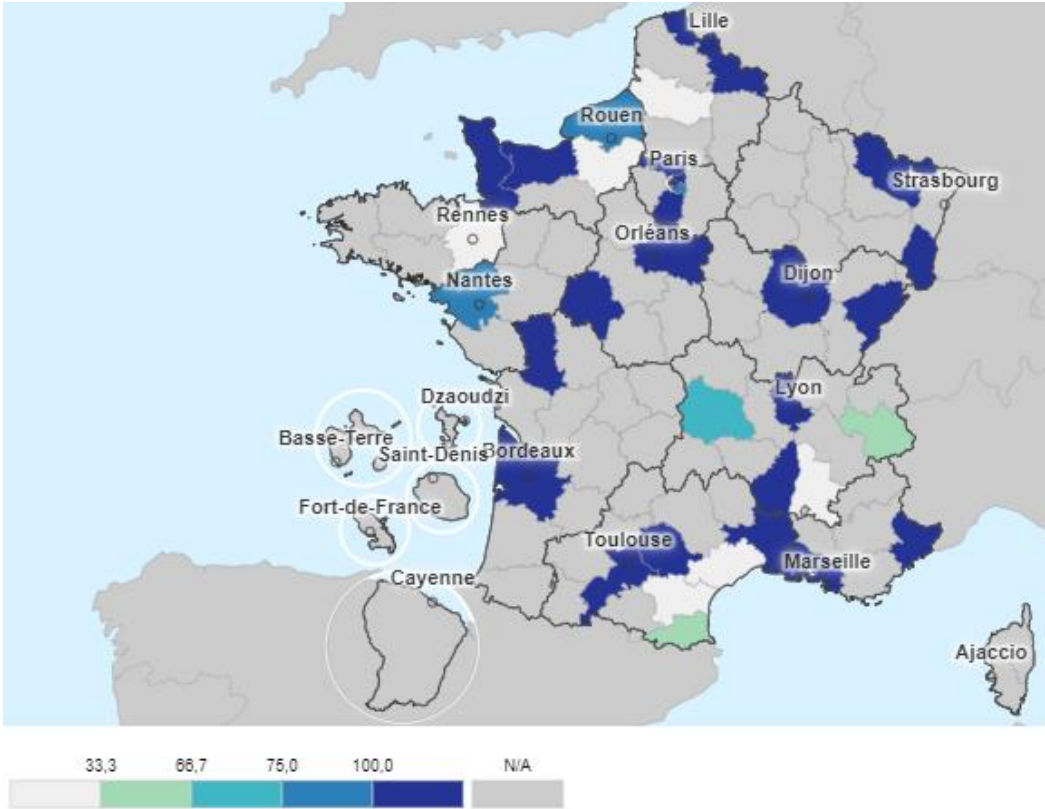 Lille
Rouen
Paris
Strasbourg
Rennes
Orléans
Dijon
Nantes
Lyon
Dzaoudzi
Basse-Terre
Saint-Denis
Bordeaux
Fort-de-France
Toulouse
Marseille
Cayenne
Ajaccio
33,3 66,7 75,0 100,0 N/A